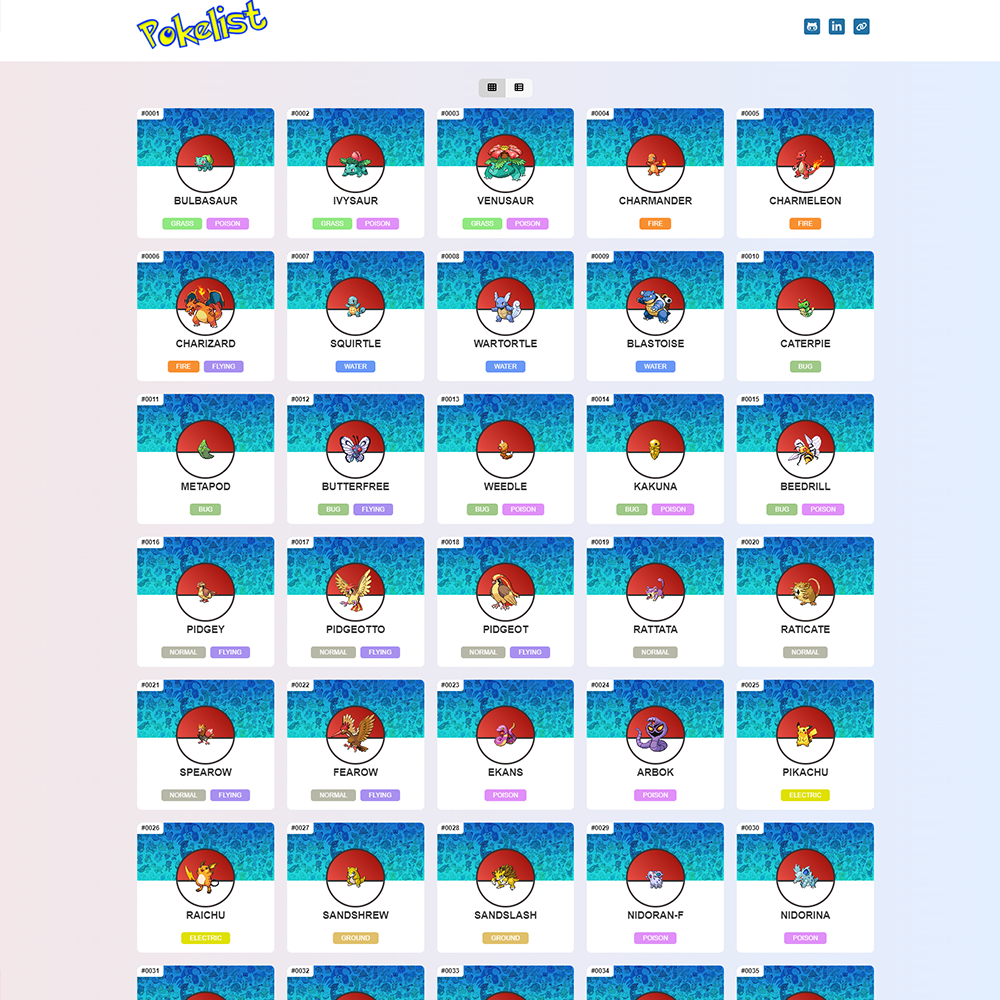 Pokelist
#0001 #0002 #0003 #0004 #0005
BULBASAUR IVYSAUR VENUSAUR CHARMANDER CHARMELEON
GRASS POISON GRASS POISON GRASS POISON FIRE FIRE
#0006 #0007 #0008 #0009 #0010
CHARIZARD SQUIRTLE WARTORTLE BLASTOISE CATERPIE
FIRE FLYING WATER WATER WATER BUG
#0011 #0012 #0013 #0014 #0015
METAPOD BUTTERFREE WEEDLE KAKUNA BEEDRILL
BUG BUG FLYING BUG POISON BUG POISON BUG POISON
#0016 #0017 #0018 #0019 #0020
PIDGEY PIDGEOTTO PIDGEOT RATTATA RATICATE
NORMAL FLYING NORMAL FLYING NORMAL FLYING NORMAL NORMAL
#0021 #0022 #0023 #0024 #0025
SPEAROW FEAROW EKANS ARBOK PIKACHU
NORMAL FLYING NORMAL FLYING POISON POISON ELECTRIC
#0026 #0027 #0028 #0029 #0030
RAICHU SANDSHREW SANDSLASH NIDORAN-F NIDORINA
ELECTRIC GROUND GROUND POISON POISON
#0031 #0032 #0033 #0034 #0035